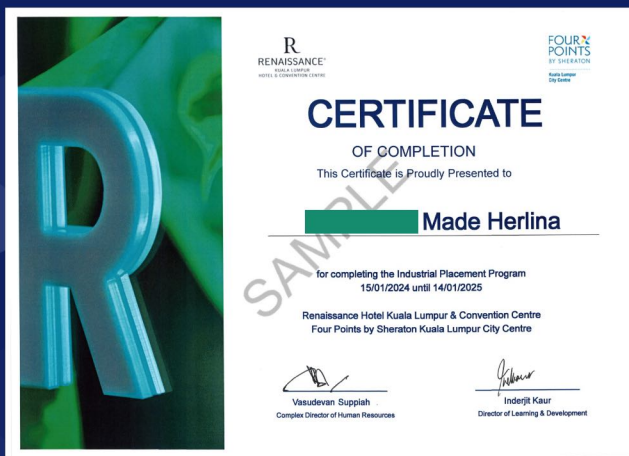 R
RENAISSANCE®
KUALA LUMPUR
HOTEL & CONVENTION CENTRE
FOUR POINTS
BY SHERATON
Kuala Lumpur
City Centre
R
CERTIFICATE
OF COMPLETION
This Certificate is Proudly Presented to
Made Herlina
SAMPLE
for completing the Industrial Placement Program
15/01/2024 until 14/01/2025
Renaissance Hotel Kuala Lumpur & Convention Centre
Four Points by Sheraton Kuala Lumpur City Centre
Vasudevan Suppiah
Complex Director of Human Resources
Inderjit Kaur
Director of Learning & Development